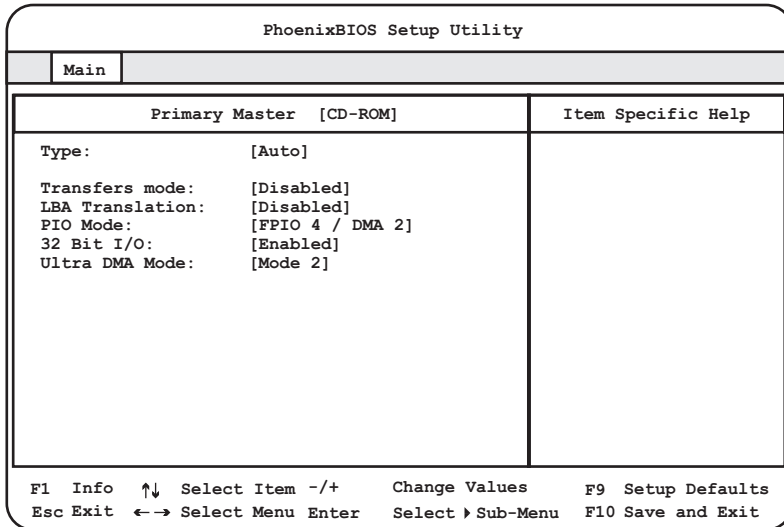 PhoenixBIOS Setup Utility
Main
Primary Master [CD-ROM]
Item Specific Help
Type: [Auto]
Transfers mode: [Disabled]
LBA Translation: [Disabled]
PIO Mode: [FPIO 4 / DMA 2]
32 Bit I/O: [Enabled]
Ultra DMA Mode: [Mode 2]
F1 Info ↑↓ Select Item -/+ Change Values F9 Setup Defaults
Esc Exit ←→ Select Menu Enter Select ▸ Sub-Menu F10 Save and Exit